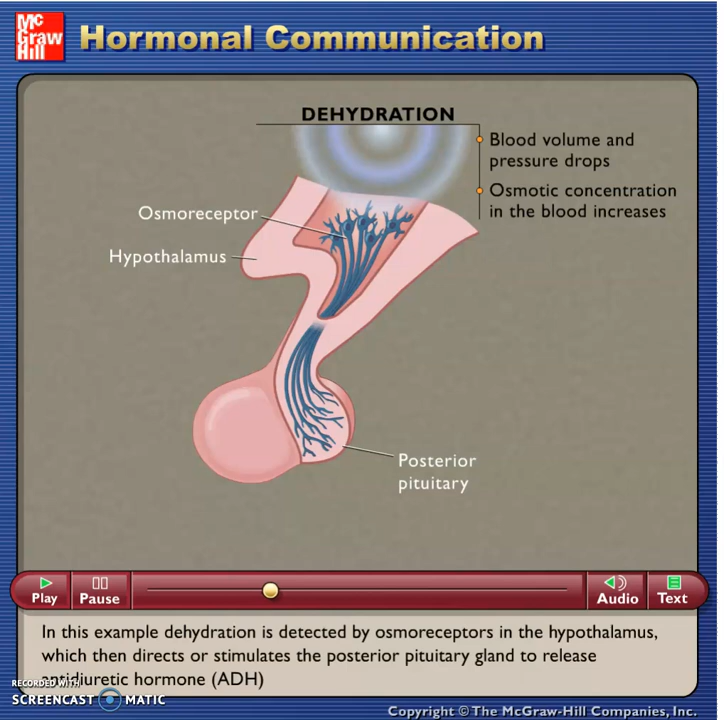 Mc
Graw
Hill
Hormonal Communication
DEHYDRATION
Blood volume and
pressure drops
Osmotic concentration
in the blood increases
Osmoreceptor
Hypothalamus
Posterior
pituitary
Play
Pause
Audio
Text
In this example dehydration is detected by osmoreceptors in the hypothalamus,
which then directs or stimulates the posterior pituitary gland to release
antidiuretic hormone (ADH)
RECORDED WITH
SCREENCAST MATIC
Copyright © The McGraw-Hill Companies, Inc.